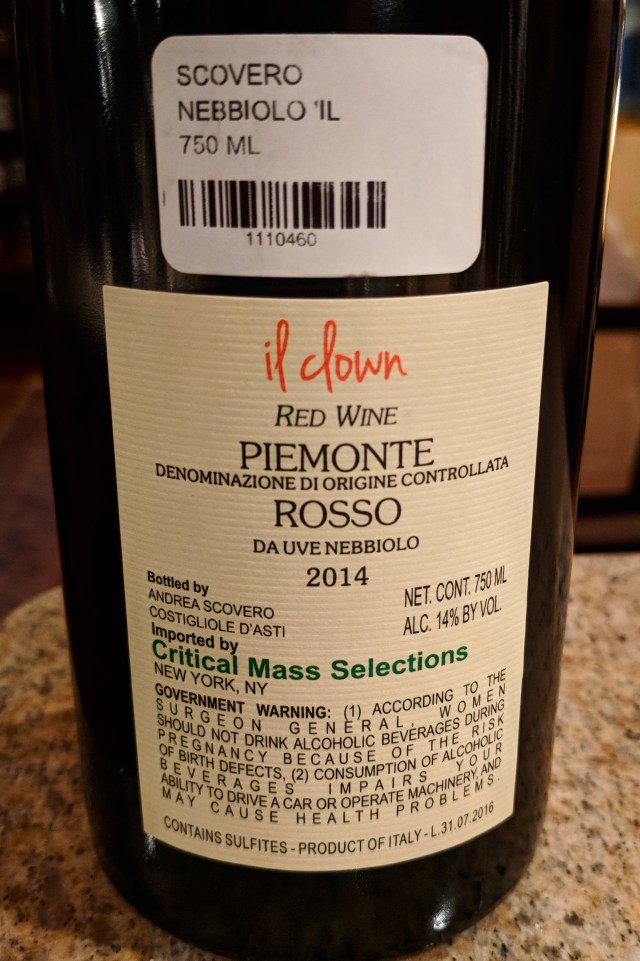 SCOVERO
NEBBIOLO 'IL
750 ML
1110460
il clown
RED WINE
PIEMONTE
DENOMINAZIONE DI ORIGINE CONTROLLATA
ROSSO
DA UVE NEBBIOLO
2014
Bottled by
ANDREA SCOVERO
COSTIGLIOLE D'ASTI
NET. CONT. 750 ML
ALC. 14% BY VOL.
Imported by
Critical Mass Selections
NEW YORK, NY
GOVERNMENT WARNING: (1) ACCORDING TO THE
SURGEON GENERAL, WOMEN
SHOULD NOT DRINK ALCOHOLIC BEVERAGES DURING
PREGNANCY BECAUSE OF THE RISK
OF BIRTH DEFECTS, (2) CONSUMPTION OF ALCOHOLIC
BEVERAGES IMPAIRS YOUR
ABILITY TO DRIVE A CAR OR OPERATE MACHINERY, AND
MAY CAUSE HEALTH PROBLEMS.
CONTAINS SULFITES - PRODUCT OF ITALY - L.31.07.2016